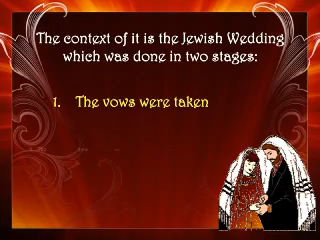 The context of it is the Jewish Wedding
which was done in two stages:
1. The vows were taken